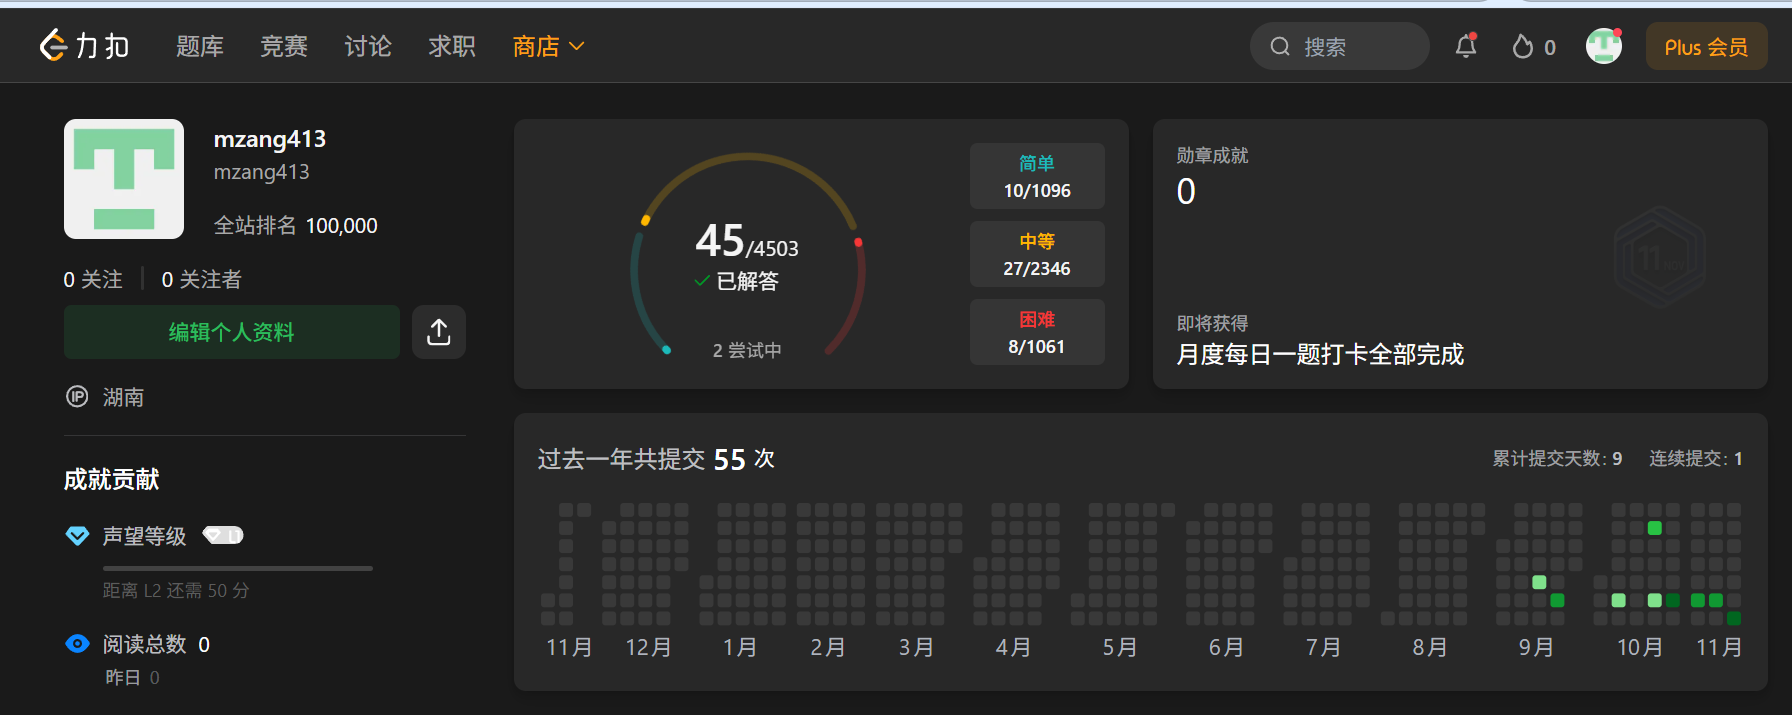 力扣 题库 竞赛 讨论 求职 商店 搜索 0 Plus 会员
mzang413
mzang413
全站排名 100,000
0 关注 0 关注者
编辑个人资料
IP 湖南
成就贡献
声望等级 L1
距离 L2 还需 50 分
阅读总数 0
昨日 0
45/4503
已解答
2 尝试中
简单
10/1096
中等
27/2346
困难
8/1061
勋章成就
0
11 NOV
即将获得
月度每日一题打卡全部完成
过去一年共提交 55 次
累计提交天数: 9 连续提交: 1
11月 12月 1月 2月 3月 4月 5月 6月 7月 8月 9月 10月 11月